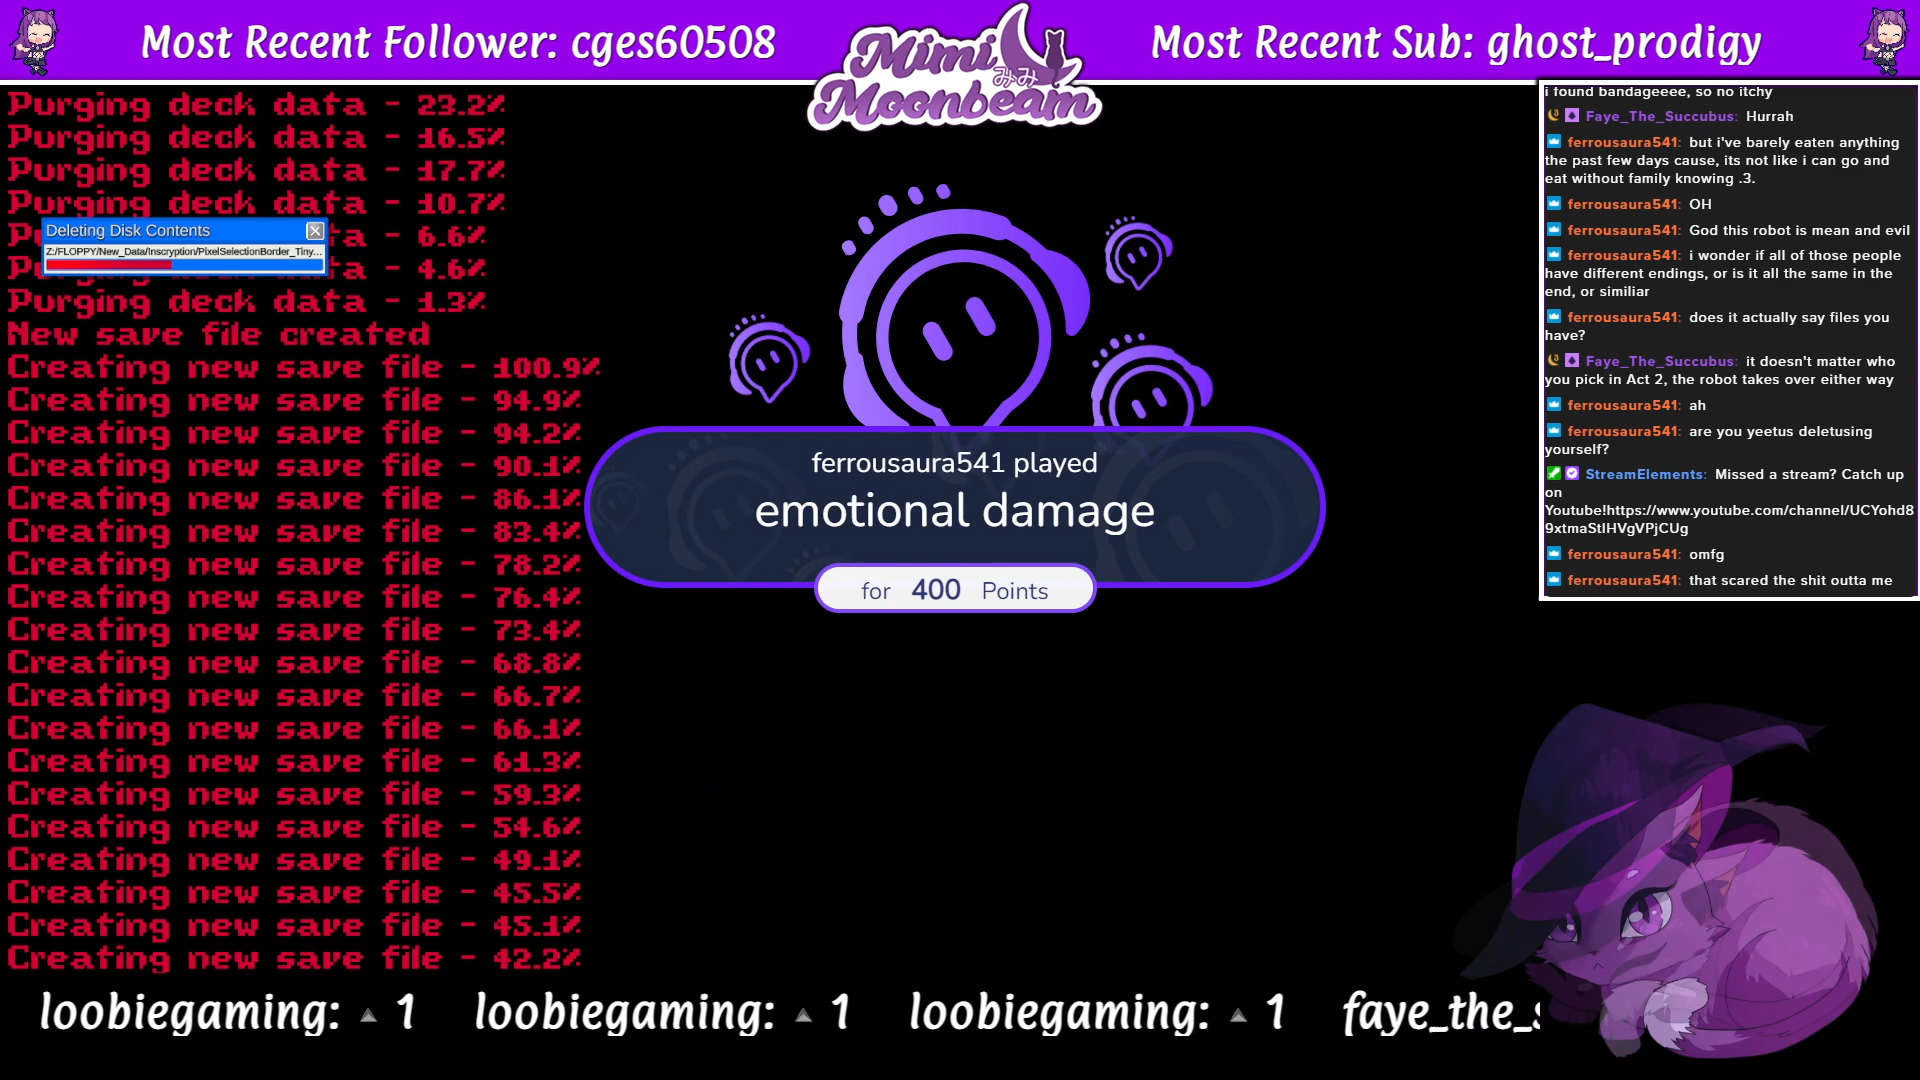 Most Recent Follower: cges60508
Mimi
みみ
Moonbeam
Most Recent Sub: ghost_prodigy
Purging deck data - 23.2%
Purging deck data - 16.5%
Purging deck data - 17.7%
Purging deck data - 10.7%
6.6%
4.6%
Purging deck data - 1.3%
New save file created
Creating new save file - 100.9%
Creating new save file - 94.9%
Creating new save file - 94.2%
Creating new save file - 90.1%
Creating new save file - 86.1%
Creating new save file - 83.4%
Creating new save file - 78.2%
Creating new save file - 76.4%
Creating new save file - 73.4%
Creating new save file - 68.8%
Creating new save file - 66.7%
Creating new save file - 66.1%
Creating new save file - 61.3%
Creating new save file - 59.3%
Creating new save file - 54.6%
Creating new save file - 49.1%
Creating new save file - 45.5%
Creating new save file - 45.1%
Creating new save file - 42.2%
Deleting Disk Contents
Z:/FLOPPY/New_Data/Inscryption/PixelSelectionBorder_Tiny...
ferrousaura541 played
emotional damage
for 400 Points
i found bandageeee, so no itchy
Faye_The_Succubus: Hurrah
ferrousaura541: but i've barely eaten anything
the past few days cause, its not like i can go and
eat without family knowing .3.
ferrousaura541: OH
ferrousaura541: God this robot is mean and evil
ferrousaura541: i wonder if all of those people
have different endings, or is it all the same in the
end, or similiar
ferrousaura541: does it actually say files you
have?
Faye_The_Succubus: it doesn't matter who
you pick in Act 2, the robot takes over either way
ferrousaura541: ah
ferrousaura541: are you yeetus deletusing
yourself?
StreamElements: Missed a stream? Catch up
on
Youtube!https://www.youtube.com/channel/UCYohd8
9xtmaStIHVgVPjCUg
ferrousaura541: omfg
ferrousaura541: that scared the shit outta me
loobiegaming: ▲ 1 loobiegaming: ▲ 1 loobiegaming: ▲ 1 faye_the_s